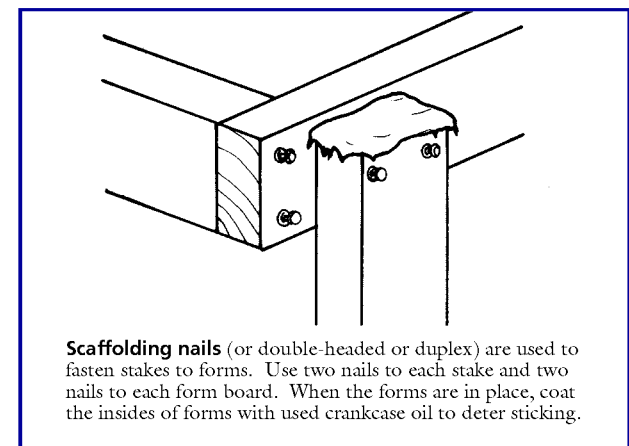 Scaffolding nails (or double-headed or duplex) are used to
fasten stakes to forms. Use two nails to each stake and two
nails to each form board. When the forms are in place, coat
the insides of forms with used crankcase oil to deter sticking.